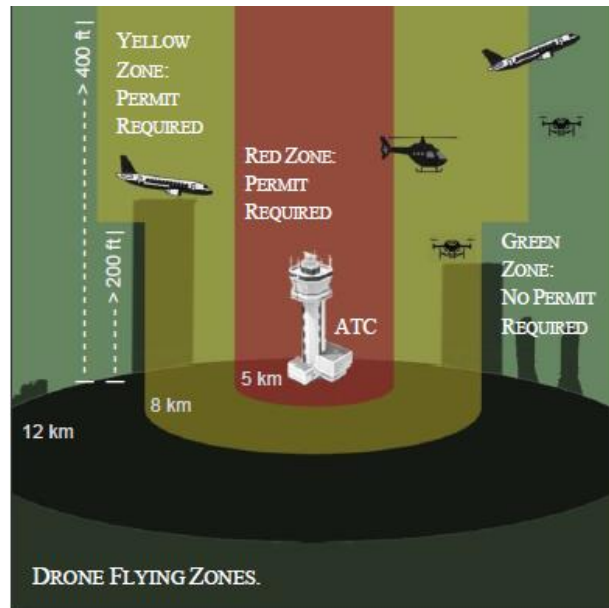 > 400 ft |
YELLOW
ZONE:
PERMIT
REQUIRED
RED ZONE:
PERMIT
REQUIRED
> 200 ft |
GREEN
ZONE:
NO PERMIT
REQUIRED
ATC
5 km
8 km
12 km
DRONE FLYING ZONES.